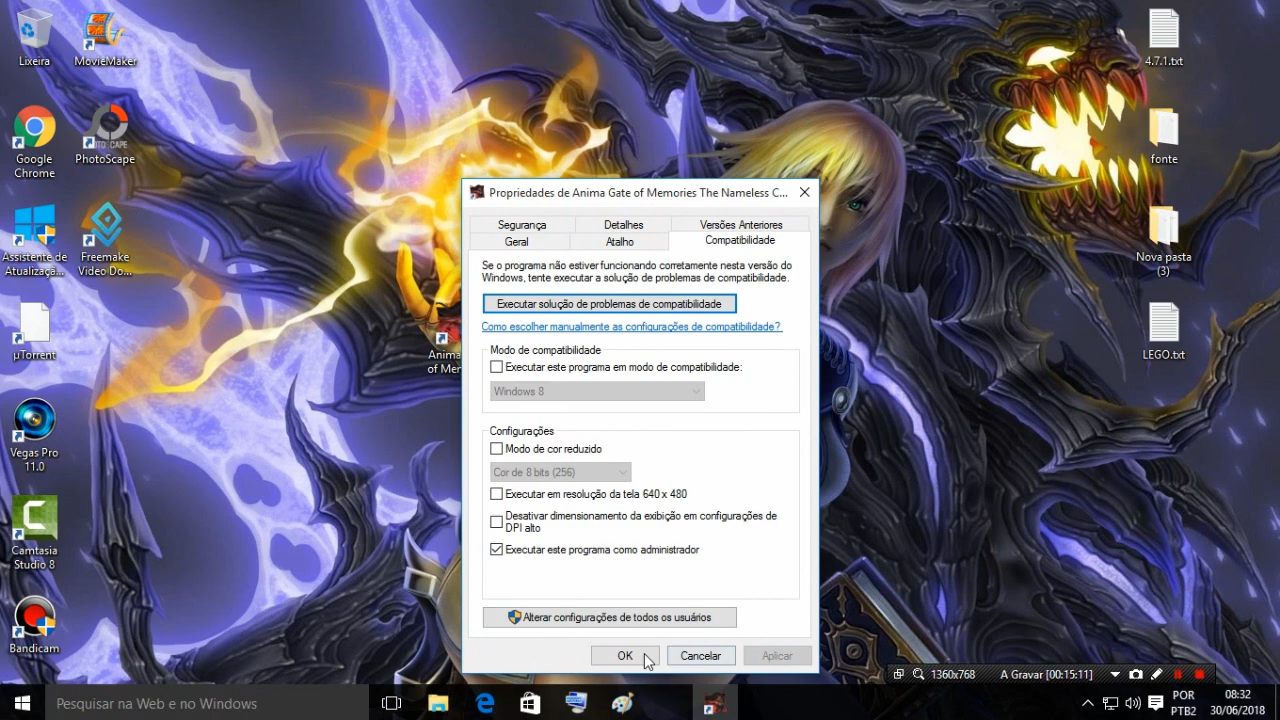 Lixeira
MovieMaker
Google
Chrome
PhotoScape
Assistente de
Atualizaçã...
Freemake
Video Do...
µTorrent
Vegas Pro
11.0
Camtasia
Studio 8
Bandicam
Anima
of Mem
4.7.1.txt
fonte
Nova pasta
(3)
LEGO.txt
Propriedades de Anima Gate of Memories The Nameless C...
Segurança
Detalhes
Versões Anteriores
Geral
Atalho
Compatibilidade
Se o programa não estiver funcionando corretamente nesta versão do
Windows, tente executar a solução de problemas de compatibilidade.
Executar solução de problemas de compatibilidade
Como escolher manualmente as configurações de compatibilidade?
Modo de compatibilidade
Executar este programa em modo de compatibilidade:
Windows 8
Configurações
Modo de cor reduzido
Cor de 8 bits (256)
Executar em resolução da tela 640 x 480
Desativar dimensionamento da exibição em configurações de
DPI alto
Executar este programa como administrador
Alterar configurações de todos os usuários
OK
Cancelar
Aplicar
1360x768
A Gravar [00:15:11]
Pesquisar na Web e no Windows
POR
PTB2
08:32
30/06/2018